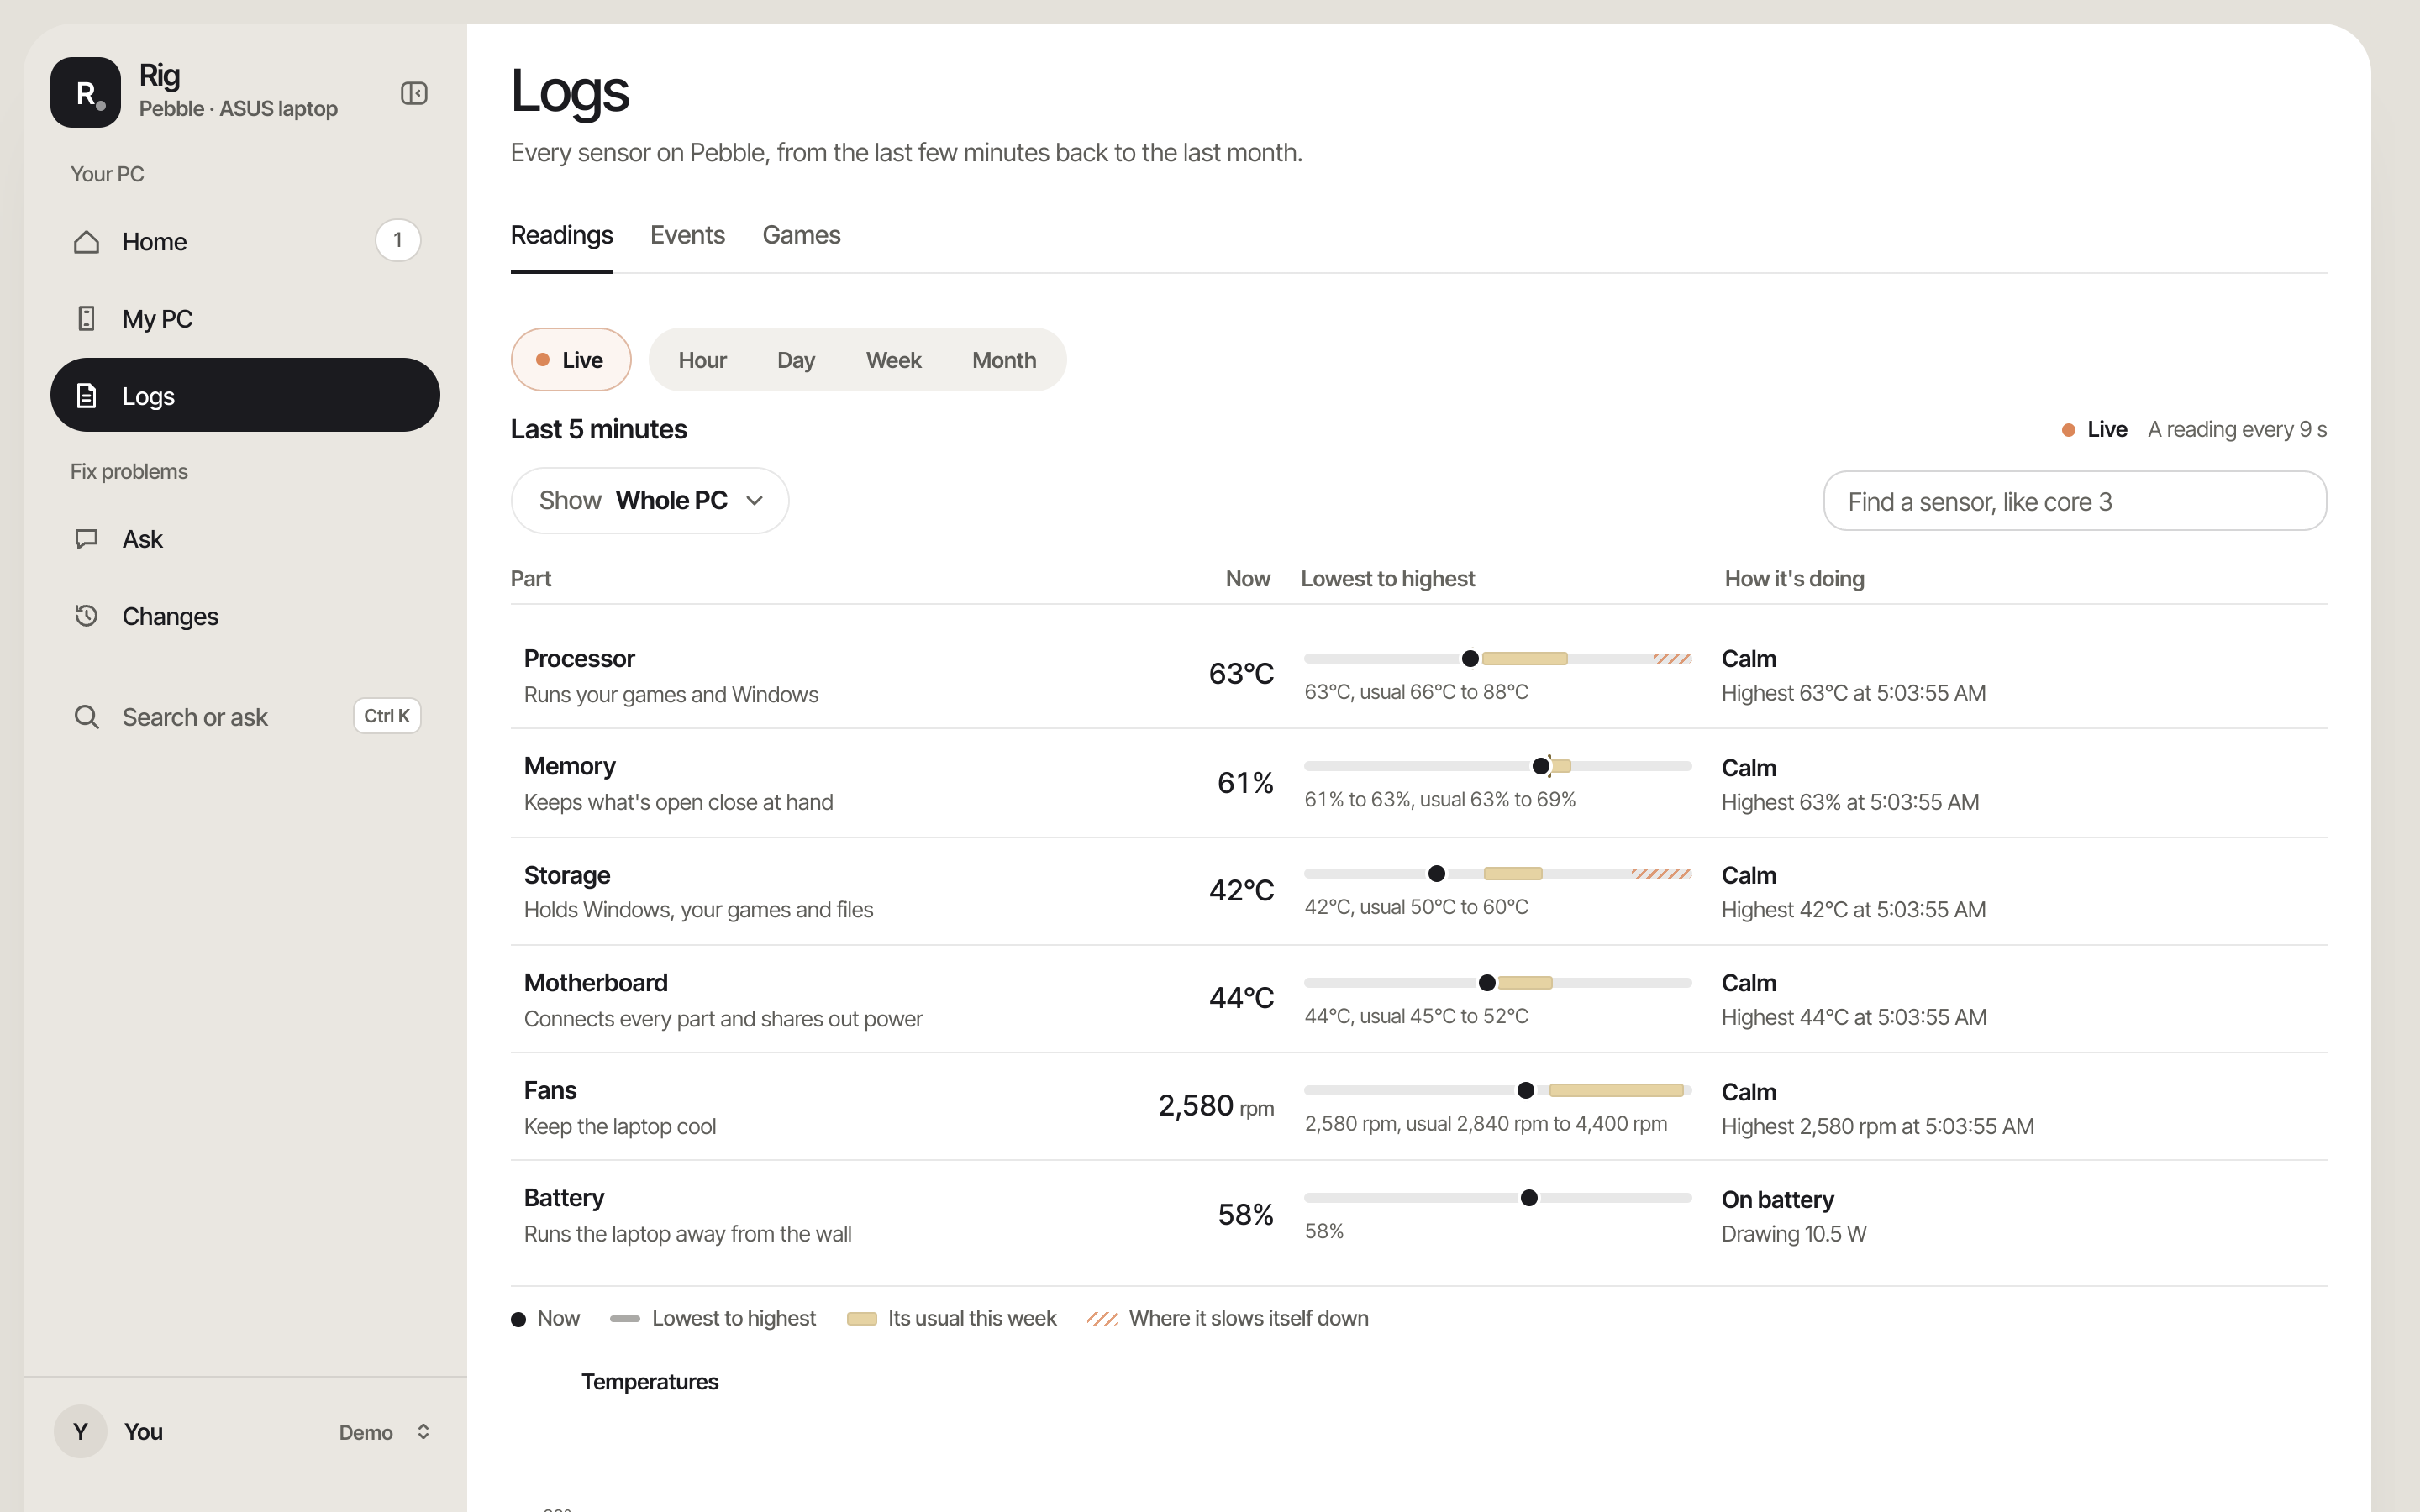 R.
Rig
Pebble · ASUS laptop
Your PC
Home 1
My PC
Logs
Fix problems
Ask
Changes
Search or ask Ctrl K
Y You Demo
Logs
Every sensor on Pebble, from the last few minutes back to the last month.
Readings Events Games
Live Hour Day Week Month
Last 5 minutes Live A reading every 9 s
Show Whole PC Find a sensor, like core 3
Part Now Lowest to highest How it's doing
Processor
Runs your games and Windows
63°C
63°C, usual 66°C to 88°C
Calm
Highest 63°C at 5:03:55 AM
Memory
Keeps what's open close at hand
61%
61% to 63%, usual 63% to 69%
Calm
Highest 63% at 5:03:55 AM
Storage
Holds Windows, your games and files
42°C
42°C, usual 50°C to 60°C
Calm
Highest 42°C at 5:03:55 AM
Motherboard
Connects every part and shares out power
44°C
44°C, usual 45°C to 52°C
Calm
Highest 44°C at 5:03:55 AM
Fans
Keep the laptop cool
2,580 rpm
2,580 rpm, usual 2,840 rpm to 4,400 rpm
Calm
Highest 2,580 rpm at 5:03:55 AM
Battery
Runs the laptop away from the wall
58%
58%
On battery
Drawing 10.5 W
Now Lowest to highest Its usual this week Where it slows itself down
Temperatures